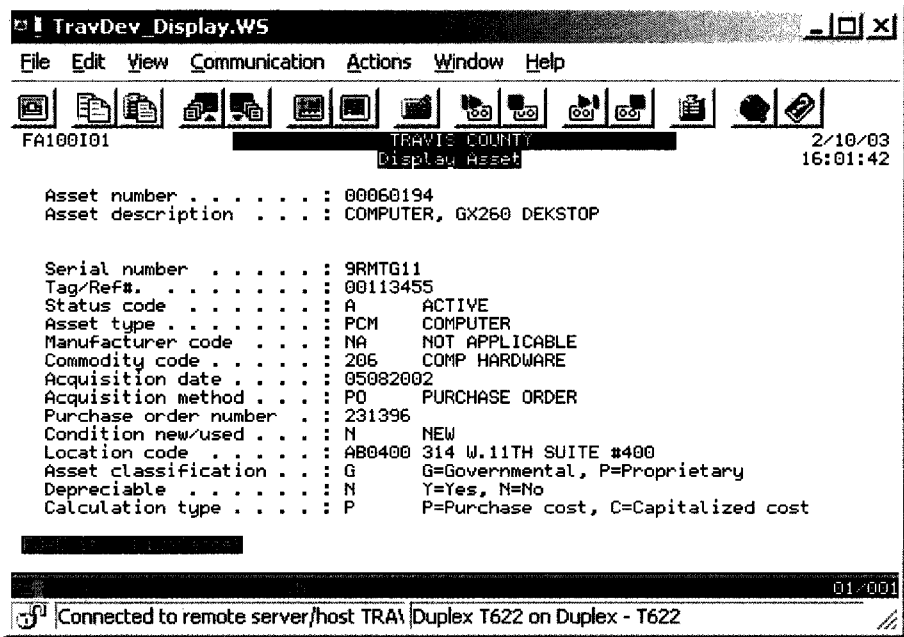 TravDev_Display.WS
File Edit View Communication Actions Window Help
FA100I01 TRAVIS COUNTY 2/10/03
Display Asset 16:01:42
Asset number . . . . . . : 00060194
Asset description . . . : COMPUTER, GX260 DEKSTOP
Serial number . . . . . : 9RMTG11
Tag/Ref#. . . . . . . . : 00113455
Status code . . . . . . : A ACTIVE
Asset type . . . . . . . : PCM COMPUTER
Manufacturer code . . . : NA NOT APPLICABLE
Commodity code . . . . . : 206 COMP HARDWARE
Acquisition date . . . . : 05082002
Acquisition method . . . : PO PURCHASE ORDER
Purchase order number . : 231396
Condition new/used . . . : N NEW
Location code . . . . . : AB0400 314 W.11TH SUITE #400
Asset classification . . : G G=Governmental, P=Proprietary
Depreciable . . . . . . : N Y=Yes, N=No
Calculation type . . . . : P P=Purchase cost, C=Capitalized cost
01/001
Connected to remote server/host TRAV Duplex T622 on Duplex - T622